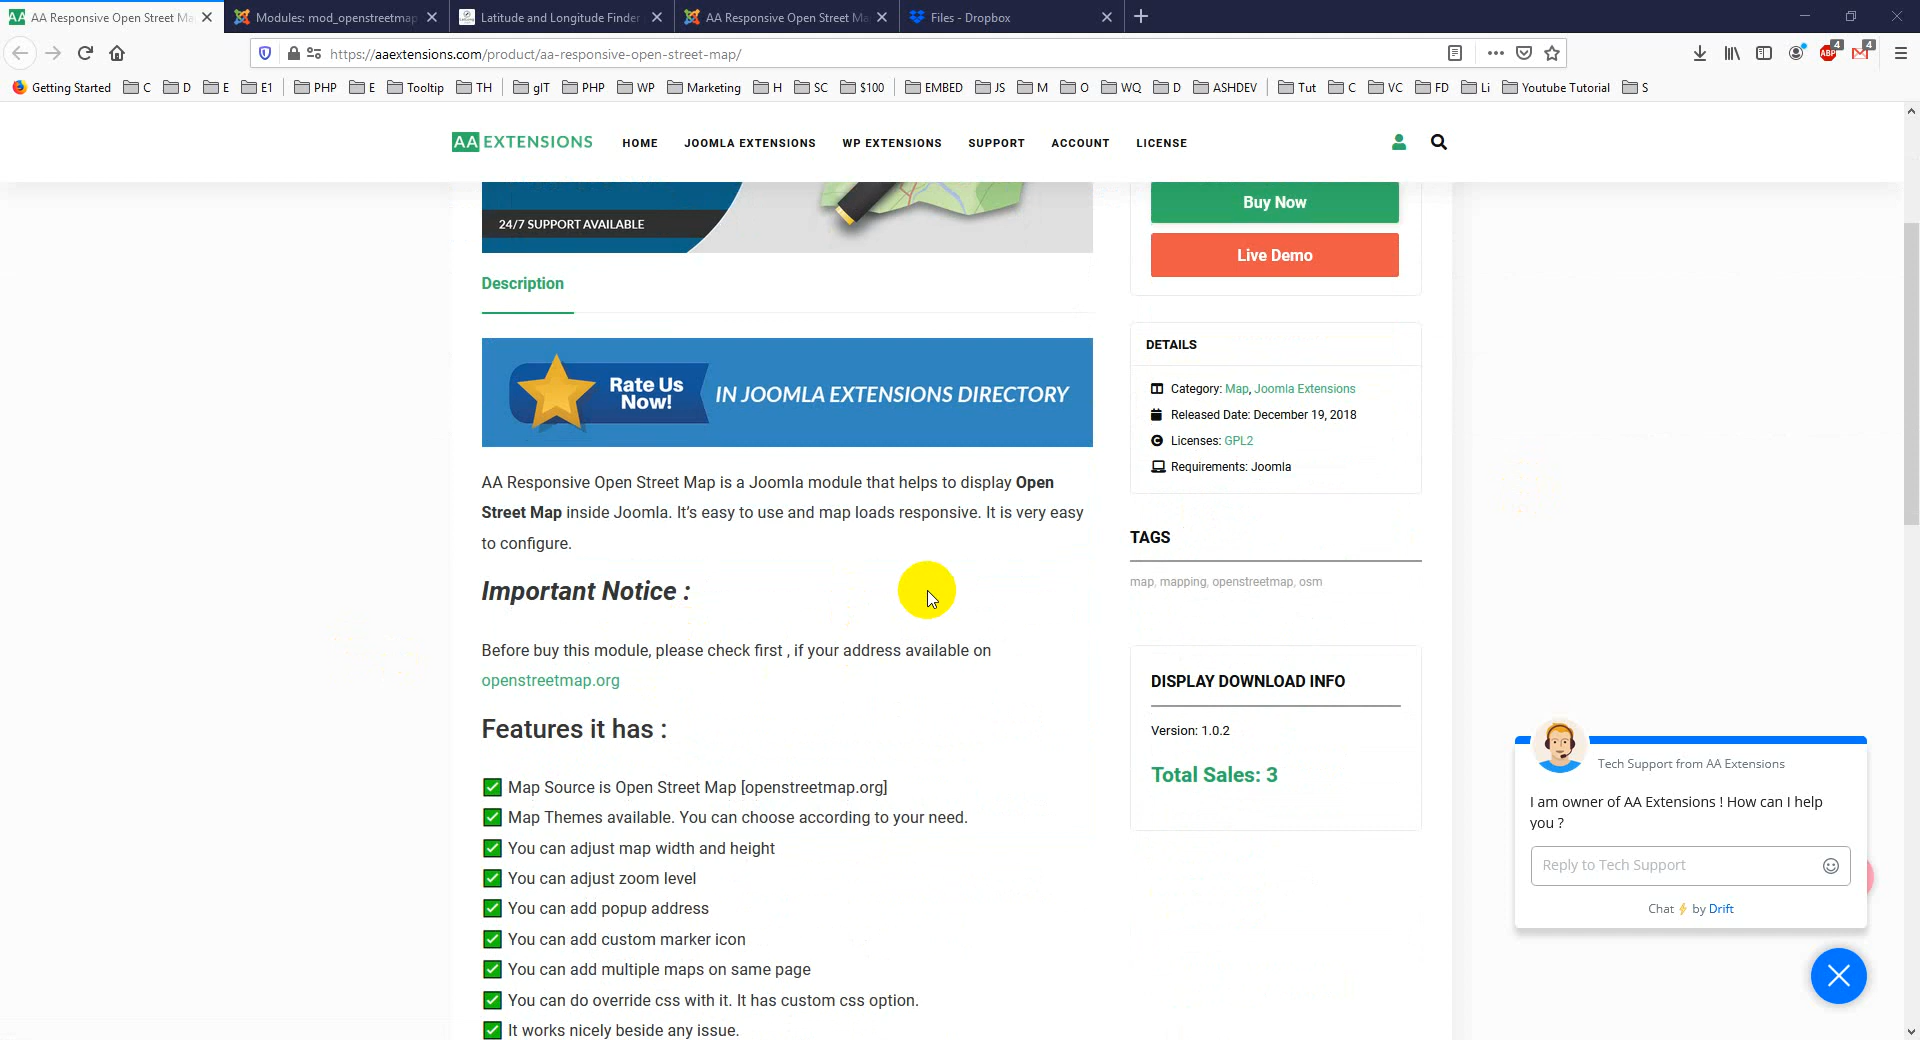 AA Responsive Open Street Ma
Modules: mod_openstreetmap
Latitude and Longitude Finder
AA Responsive Open Street Ma
Files - Dropbox
https://aaextensions.com/product/aa-responsive-open-street-map/
4
4
ABP
Getting Started C D E E1 PHP E Tooltip TH gIT PHP WP Marketing H SC $100 EMBED JS M O WQ D ASHDEV Tut C VC FD Li Youtube Tutorial S
AA EXTENSIONS
HOME JOOMLA EXTENSIONS WP EXTENSIONS SUPPORT ACCOUNT LICENSE
24/7 SUPPORT AVAILABLE
Description
Rate Us
Now!
IN JOOMLA EXTENSIONS DIRECTORY
AA Responsive Open Street Map is a Joomla module that helps to display Open
Street Map inside Joomla. It’s easy to use and map loads responsive. It is very easy
to configure.
Important Notice :
Before buy this module, please check first , if your address available on
openstreetmap.org
Features it has :
Map Source is Open Street Map [openstreetmap.org]
Map Themes available. You can choose according to your need.
You can adjust map width and height
You can adjust zoom level
You can add popup address
You can add custom marker icon
You can add multiple maps on same page
You can do override css with it. It has custom css option.
It works nicely beside any issue.
Buy Now
Live Demo
DETAILS
Category: Map, Joomla Extensions
Released Date: December 19, 2018
Licenses: GPL2
Requirements: Joomla
TAGS
map, mapping, openstreetmap, osm
DISPLAY DOWNLOAD INFO
Version: 1.0.2
Total Sales: 3
Tech Support from AA Extensions
I am owner of AA Extensions ! How can I help
you ?
Reply to Tech Support
Chat ⚡ by Drift